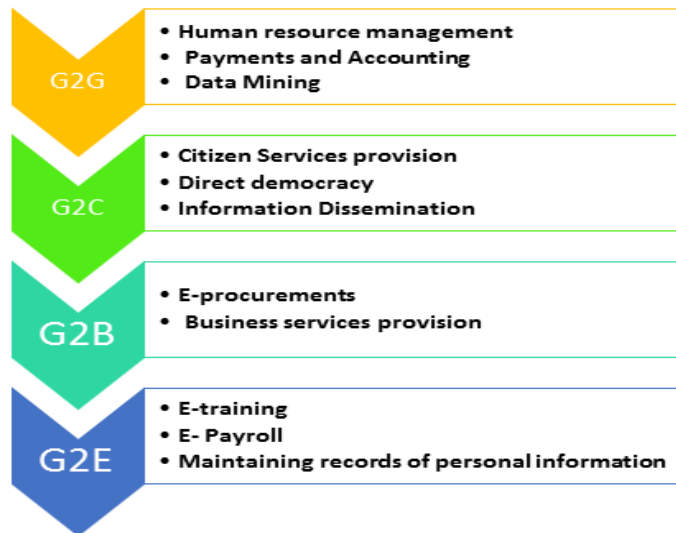 G2G
• Human resource management
• Payments and Accounting
• Data Mining
G2C
• Citizen Services provision
• Direct democracy
• Information Dissemination
G2B
• E-procurements
• Business services provision
G2E
• E-training
• E- Payroll
• Maintaining records of personal information